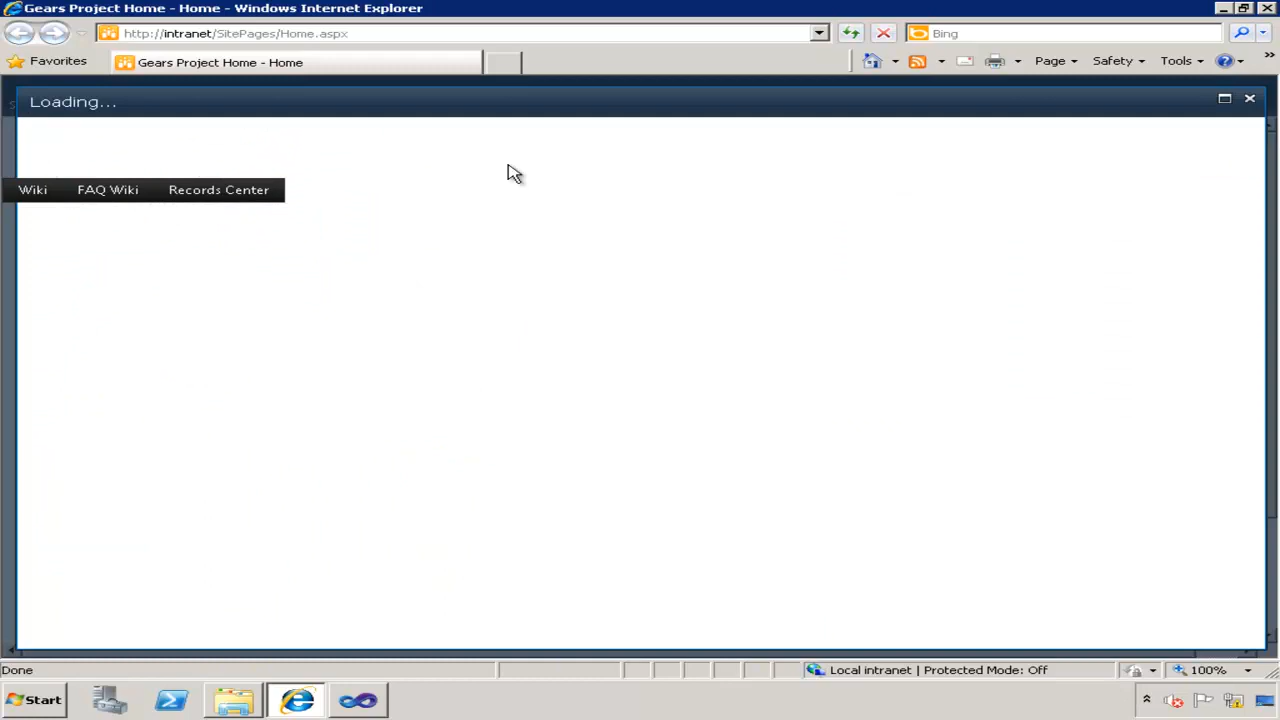 Gears Project Home - Home - Windows Internet Explorer
http://intranet/SitePages/Home.aspx
Bing
Favorites
Gears Project Home - Home
Page
Safety
Tools
»
Loading...
Wiki
FAQ Wiki
Records Center
Done
Local intranet | Protected Mode: Off
100%
Start